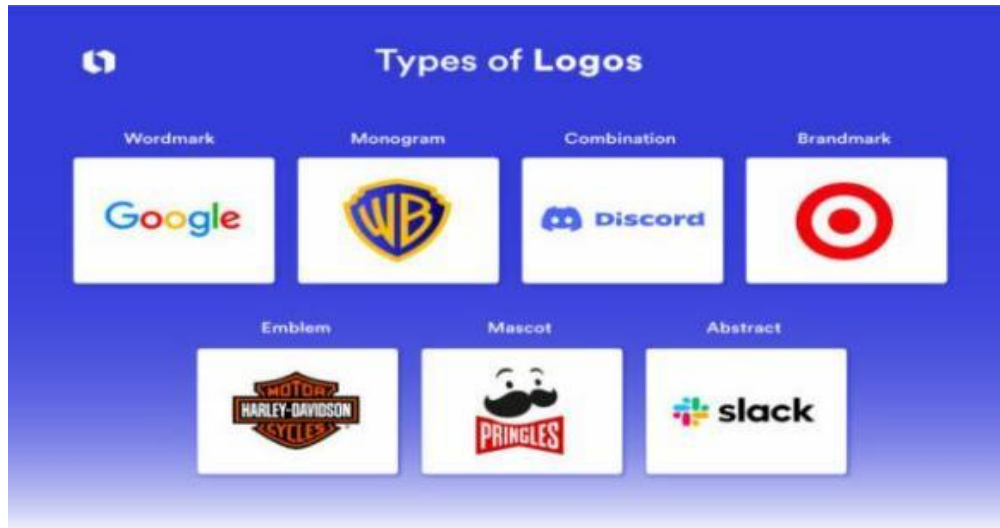 Types of Logos
Wordmark
Monogram
Combination
Brandmark
Google
WB
Discord
Emblem
Mascot
Abstract
MOTOR
HARLEY-DAVIDSON
CYCLES
PRINGLES
slack